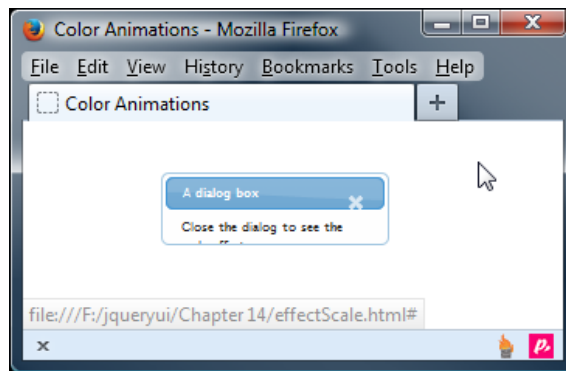 Color Animations - Mozilla Firefox
File Edit View History Bookmarks Tools Help
Color Animations
A dialog box
Close the dialog to see the
file:///F:/jqueryui/Chapter 14/effectScale.html#